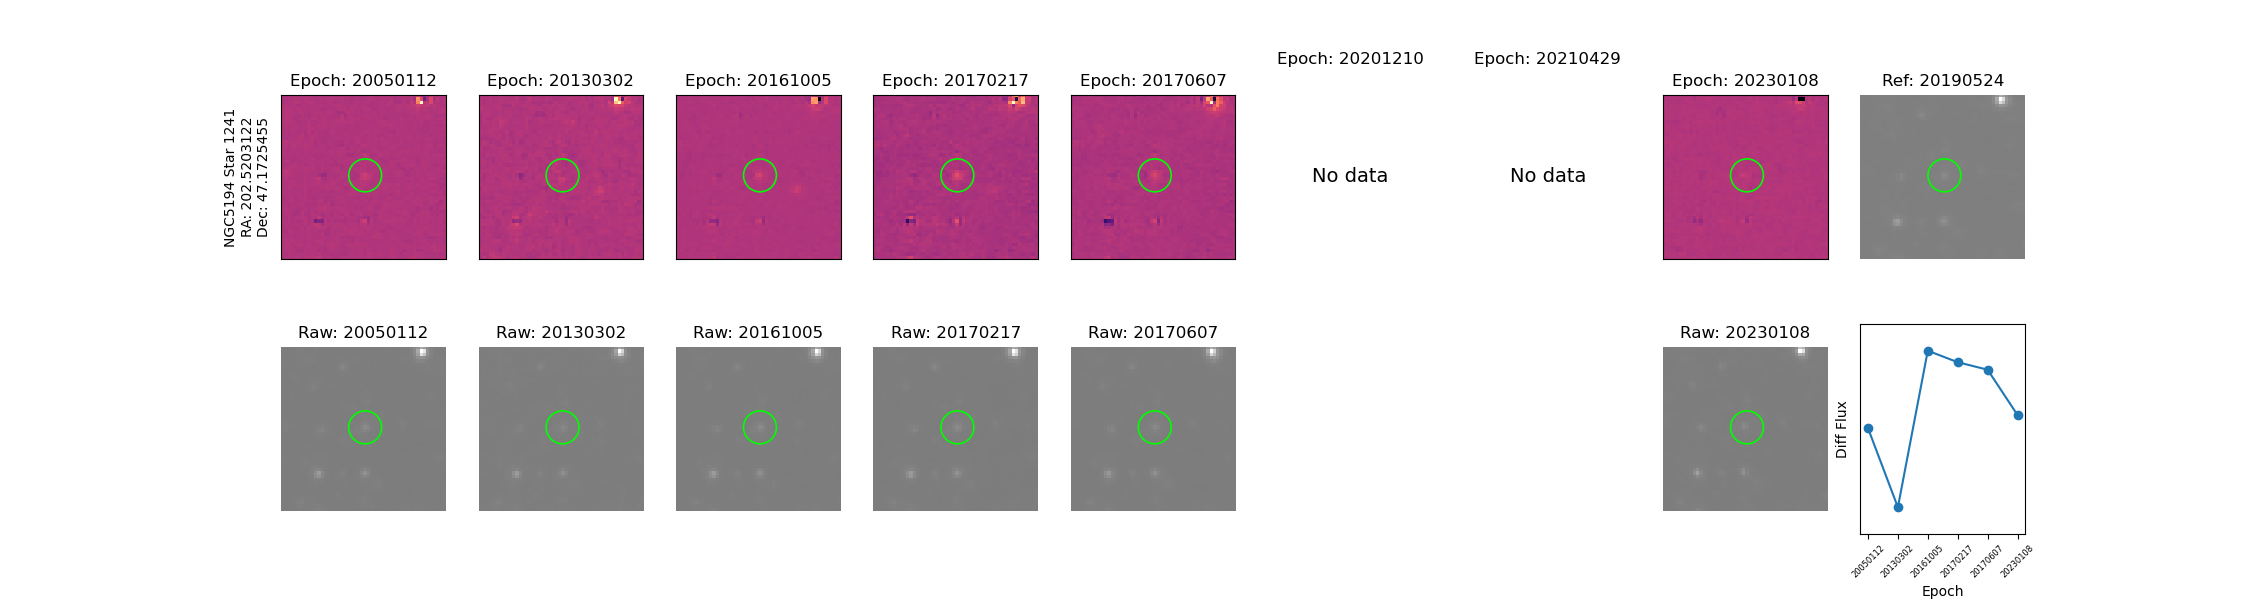 NGC5194 Star 1241
RA: 202.5203122
Dec: 47.1725455
Epoch: 20050112
Epoch: 20130302
Epoch: 20161005
Epoch: 20170217
Epoch: 20170607
Epoch: 20201210
Epoch: 20210429
Epoch: 20230108
Ref: 20190524
No data
No data
Raw: 20050112
Raw: 20130302
Raw: 20161005
Raw: 20170217
Raw: 20170607
Raw: 20230108
Diff Flux
20050112
20130302
20161005
20170217
20170607
20230108
Epoch